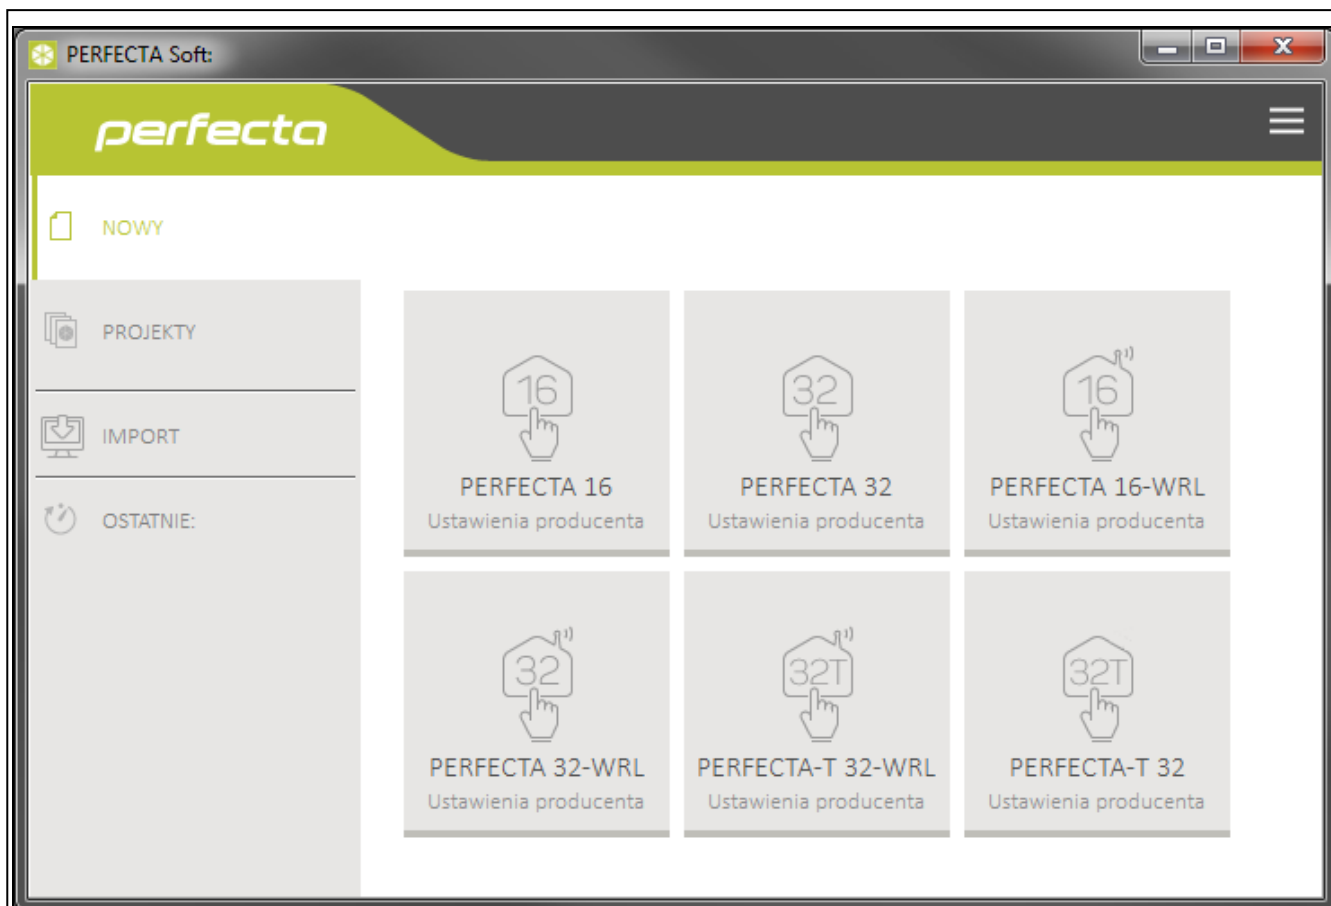 PERFECTA Soft:
perfecta
NOWY
PROJEKTY
IMPORT
OSTATNIE:
16
PERFECTA 16
Ustawienia producenta
32
PERFECTA 32
Ustawienia producenta
16
PERFECTA 16-WRL
Ustawienia producenta
32
PERFECTA 32-WRL
Ustawienia producenta
32T
PERFECTA-T 32-WRL
Ustawienia producenta
32T
PERFECTA-T 32
Ustawienia producenta